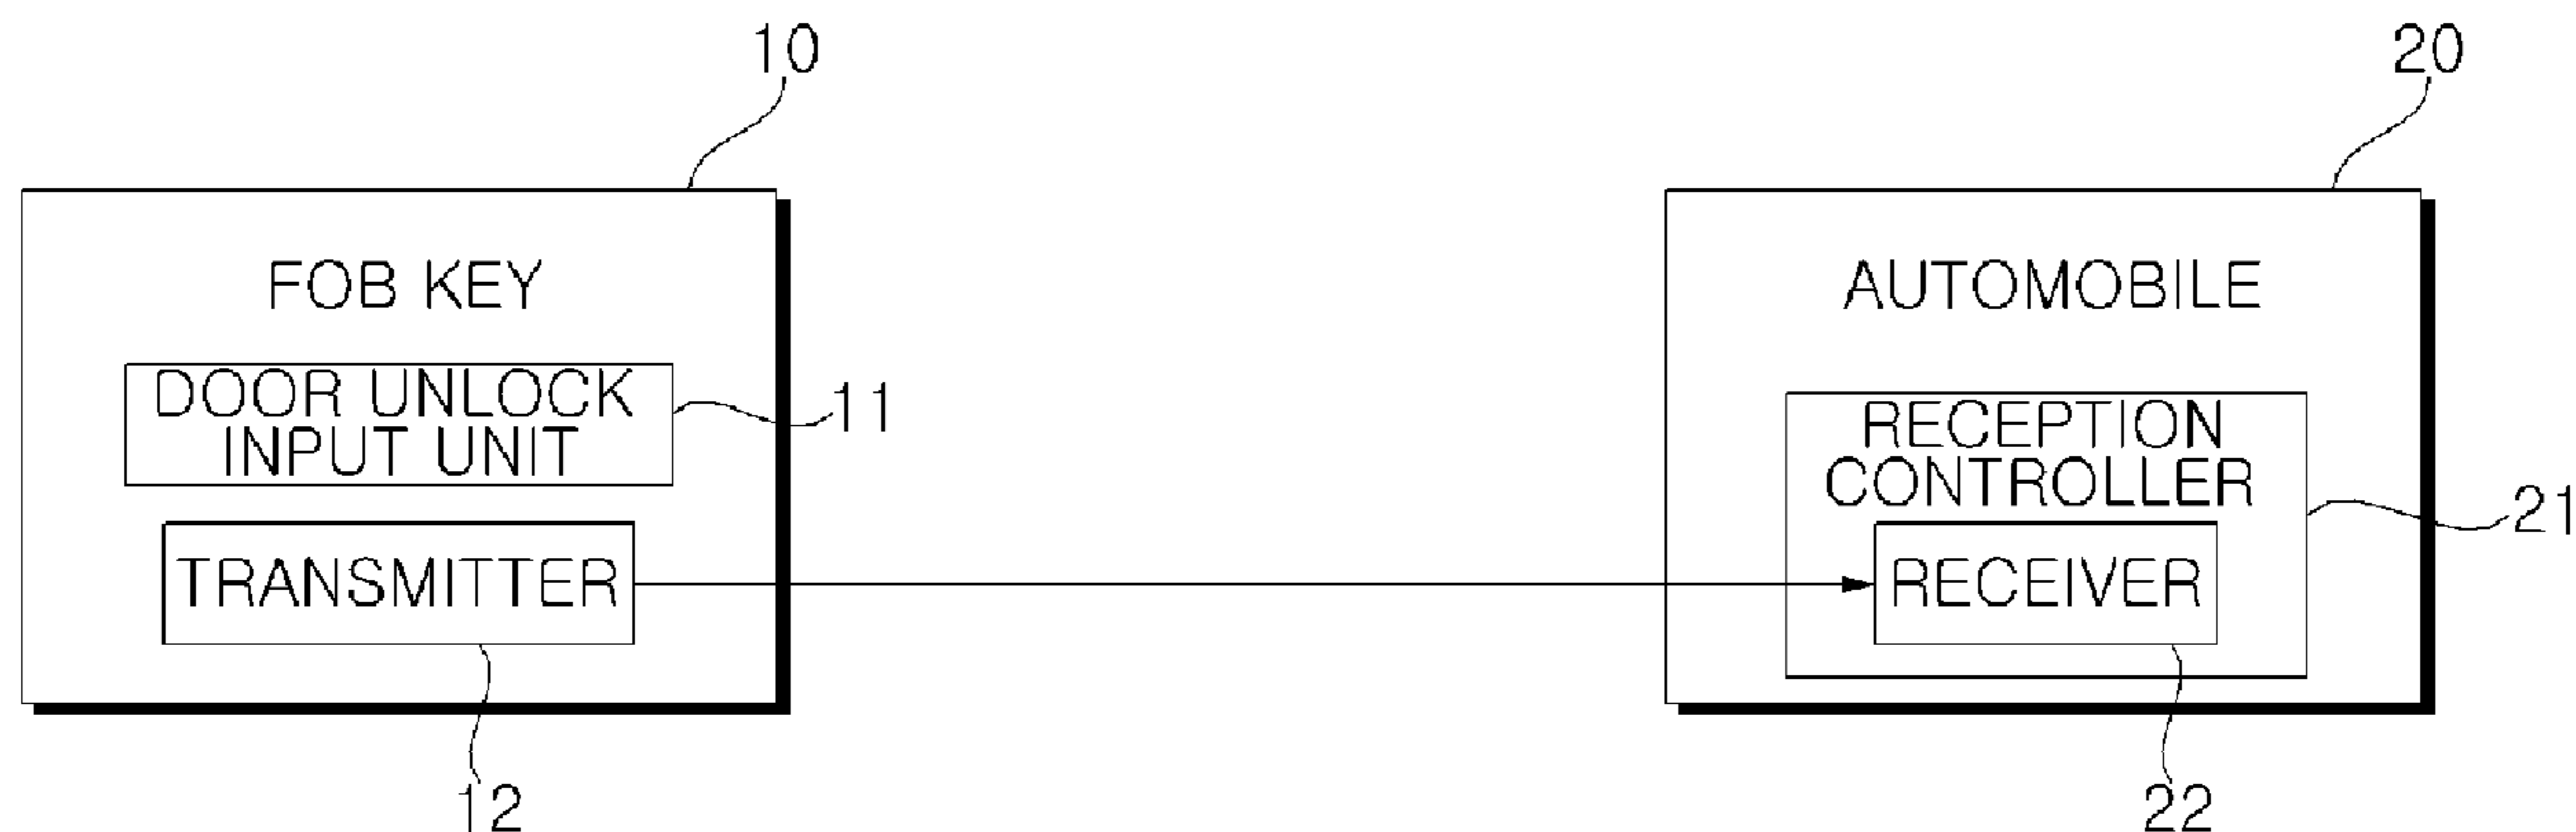 10
20
FOB KEY
AUTOMOBILE
DOOR UNLOCK
INPUT UNIT
11
RECEPTION
CONTROLLER
21
TRANSMITTER
RECEIVER
12
22